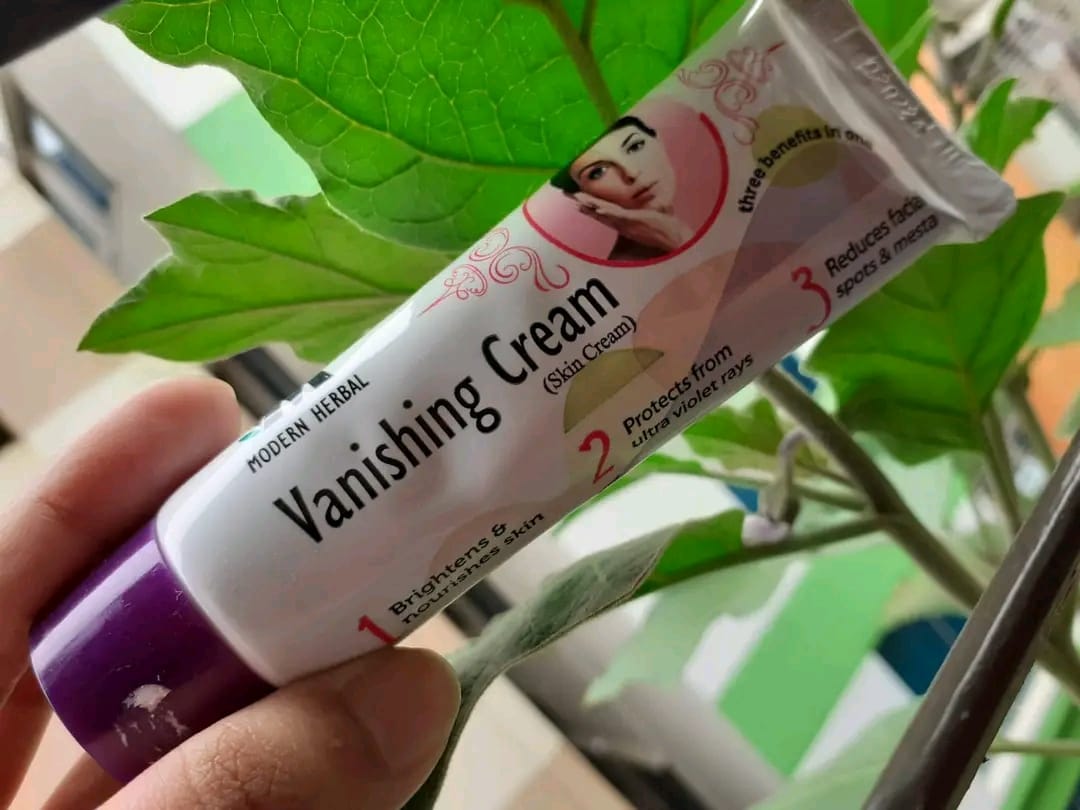 MODERN HERBAL
Vanishing Cream
(Skin Cream)
three benefits in one
1 Brightens &
nourishes skin
2 Protects from
ultra violet rays
3 Reduces facial
spots & mesta